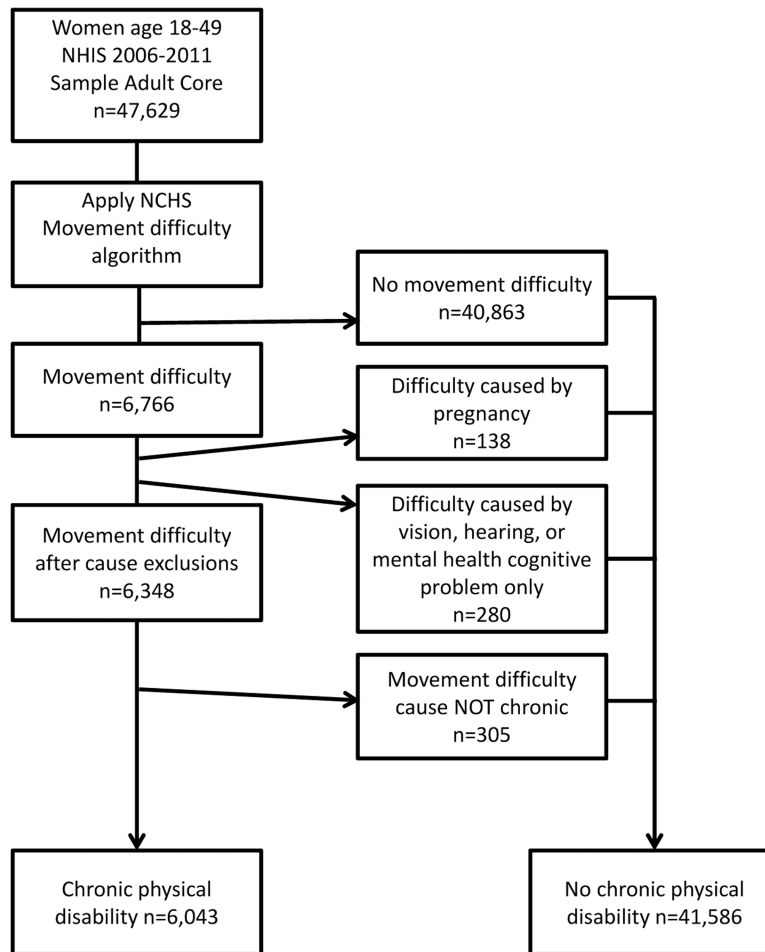 Women age 18-49
NHIS 2006-2011
Sample Adult Core
n=47,629
Apply NCHS
Movement difficulty
algorithm
No movement difficulty
n=40,863
Movement difficulty
n=6,766
Difficulty caused by
pregnancy
n=138
Difficulty caused by
vision, hearing, or
mental health cognitive
problem only
n=280
Movement difficulty
after cause exclusions
n=6,348
Movement difficulty
cause NOT chronic
n=305
Chronic physical
disability n=6,043
No chronic physical
disability n=41,586